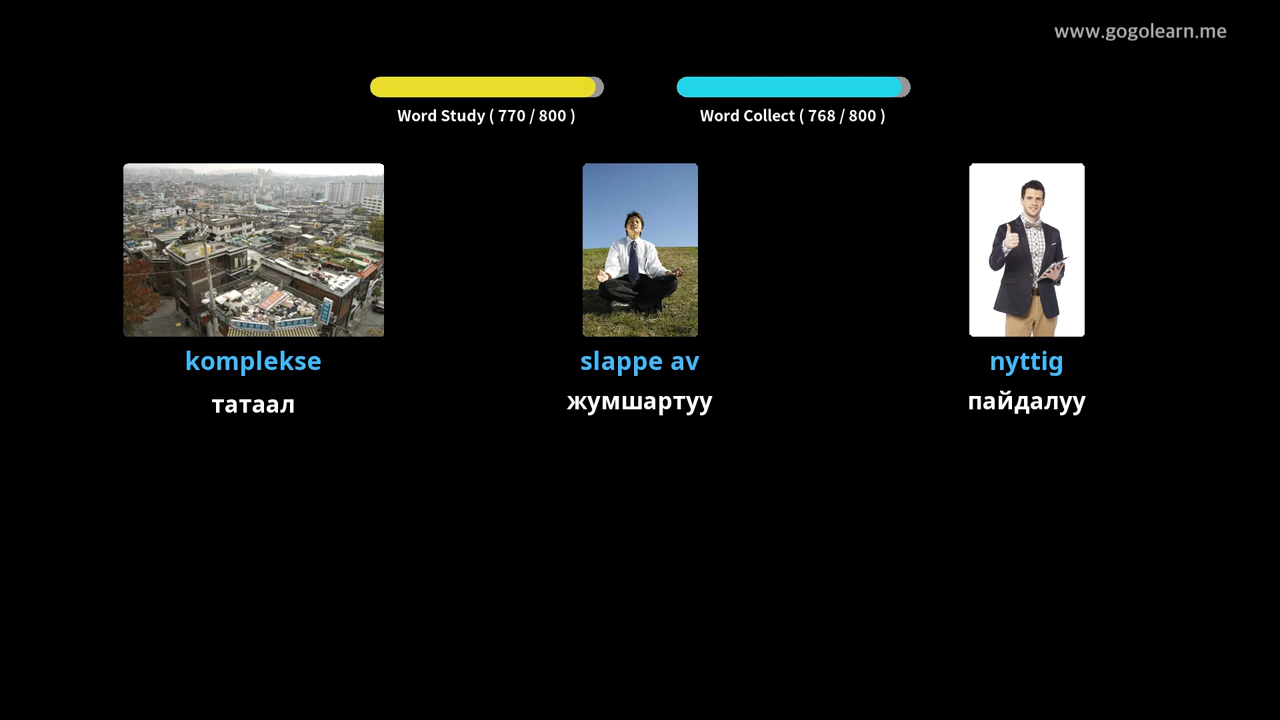 www.gogolearn.me
Word Study ( 770 / 800 )
Word Collect ( 768 / 800 )
komplekse
slappe av
nyttig
татаал
жумшартуу
пайдалуу